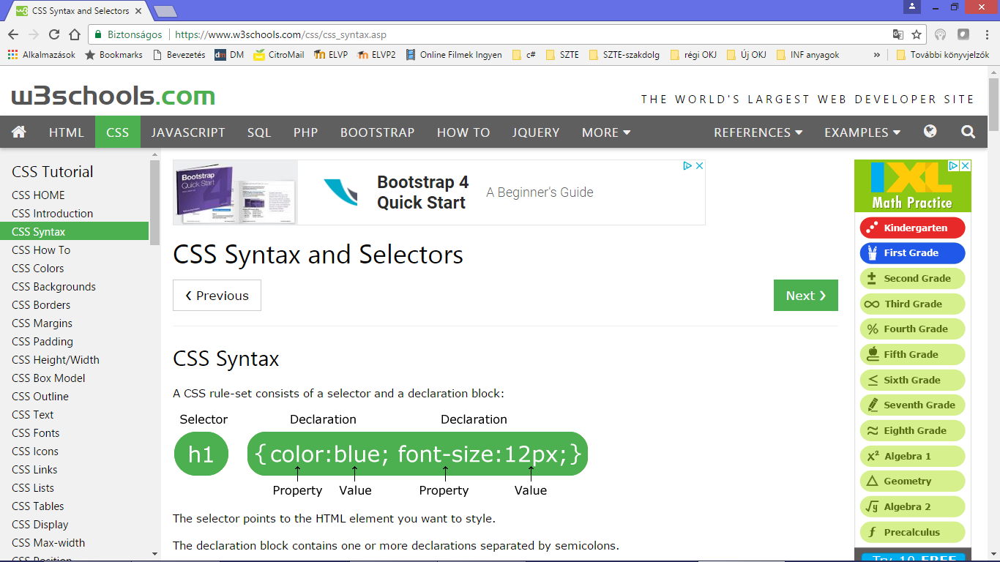 CSS Syntax and Selectors
Biztonságos https://www.w3schools.com/css/css_syntax.asp
Alkalmazások Bookmarks Bevezetés dm DM CitroMail ELVP ELVP2 Online Filmek Ingyen c# SZTE SZTE-szakdolg régi OKJ Új OKJ INF anyagok » További könyvjelzők
w3schools.com
THE WORLD'S LARGEST WEB DEVELOPER SITE
HTML CSS JAVASCRIPT SQL PHP BOOTSTRAP HOW TO JQUERY MORE REFERENCES EXAMPLES
CSS Tutorial
CSS HOME
CSS Introduction
CSS Syntax
CSS How To
CSS Colors
CSS Backgrounds
CSS Borders
CSS Margins
CSS Padding
CSS Height/Width
CSS Box Model
CSS Outline
CSS Text
CSS Fonts
CSS Icons
CSS Links
CSS Lists
CSS Tables
CSS Display
CSS Max-width
CSS Position
Bootstrap
Quick Start
4
Bootstrap 4
Quick Start
A Beginner's Guide
CSS Syntax and Selectors
❮ Previous
Next ❯
CSS Syntax
A CSS rule-set consists of a selector and a declaration block:
Selector Declaration Declaration
h1 {color:blue; font-size:12px;}
Property Value Property Value
The selector points to the HTML element you want to style.
The declaration block contains one or more declarations separated by semicolons.
IXL
Math Practice
Kindergarten
First Grade
Second Grade
Third Grade
Fourth Grade
Fifth Grade
Sixth Grade
Seventh Grade
Eighth Grade
x² Algebra 1
Geometry
√y Algebra 2
f Precalculus
Try 10 FREE